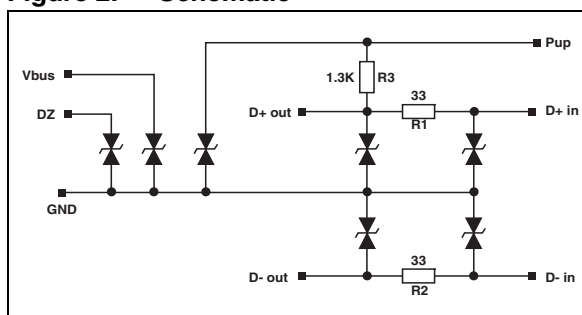 Figure 2. Schematic
Pup
Vbus
1.3K R3
33
DZ
D+ out
D+ in
R1
GND
33
D- out
D- in
R2